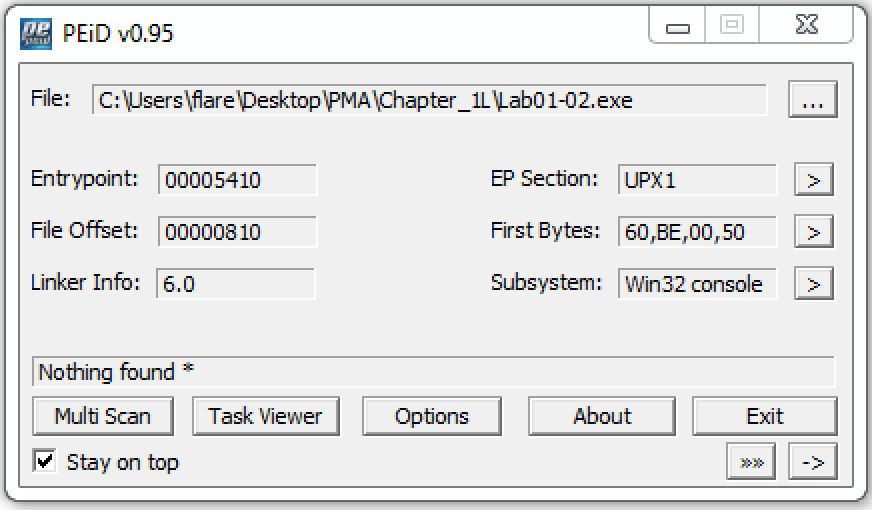 PEiD v0.95
File: C:\Users\flare\Desktop\PMA\Chapter_1L\Lab01-02.exe ...
Entrypoint: 00005410 EP Section: UPX1 >
File Offset: 00000810 First Bytes: 60,BE,00,50 >
Linker Info: 6.0 Subsystem: Win32 console >
Nothing found *
Multi Scan Task Viewer Options About Exit
Stay on top »» ->